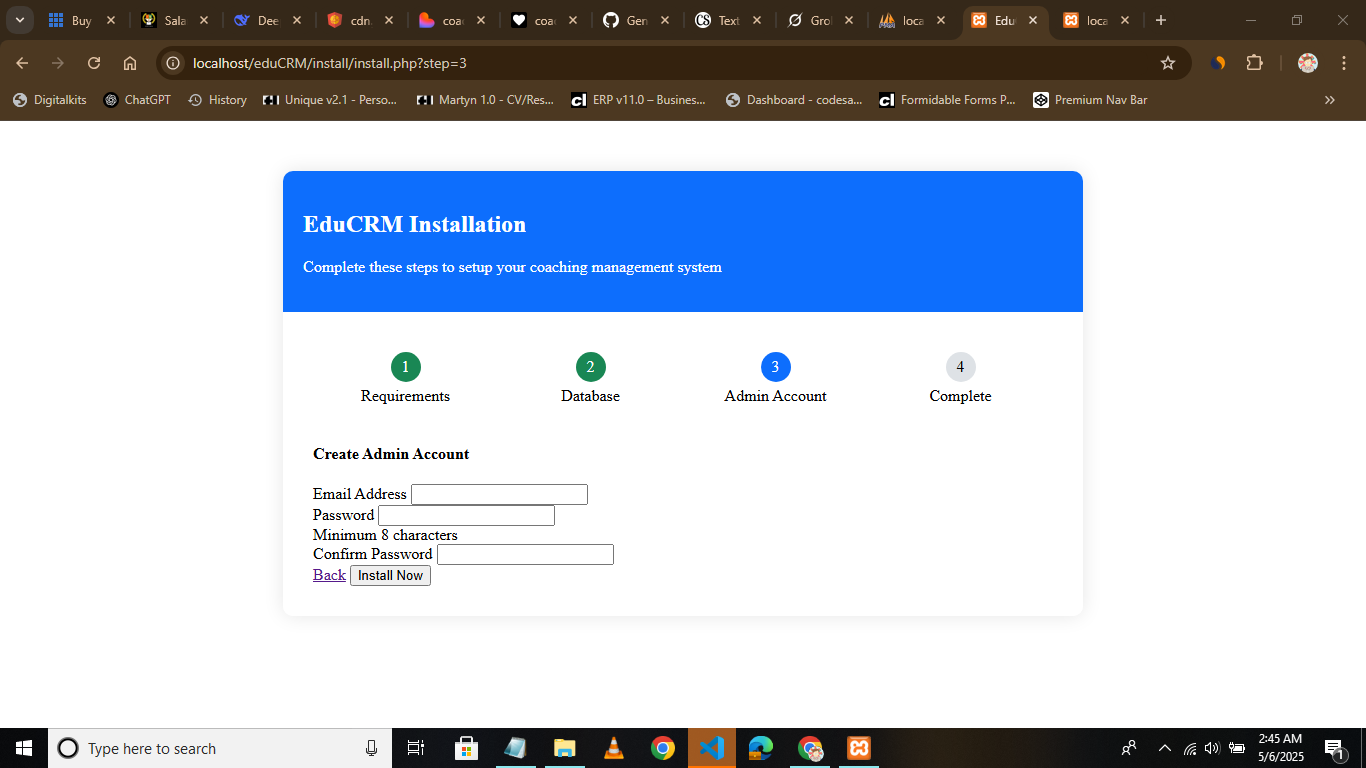 Buy Sala Dee cdn. coac coac Gen Text Gro loca Edu loca
localhost/eduCRM/install/install.php?step=3
Digitalkits ChatGPT History Unique v2.1 - Perso... Martyn 1.0 - CV/Res... ERP v11.0 – Busines... Dashboard - codesa... Formidable Forms P... Premium Nav Bar
EduCRM Installation
Complete these steps to setup your coaching management system
1 2 3 4
Requirements Database Admin Account Complete
Create Admin Account
Email Address
Password
Minimum 8 characters
Confirm Password
Back Install Now
Type here to search
2:45 AM
5/6/2025
1